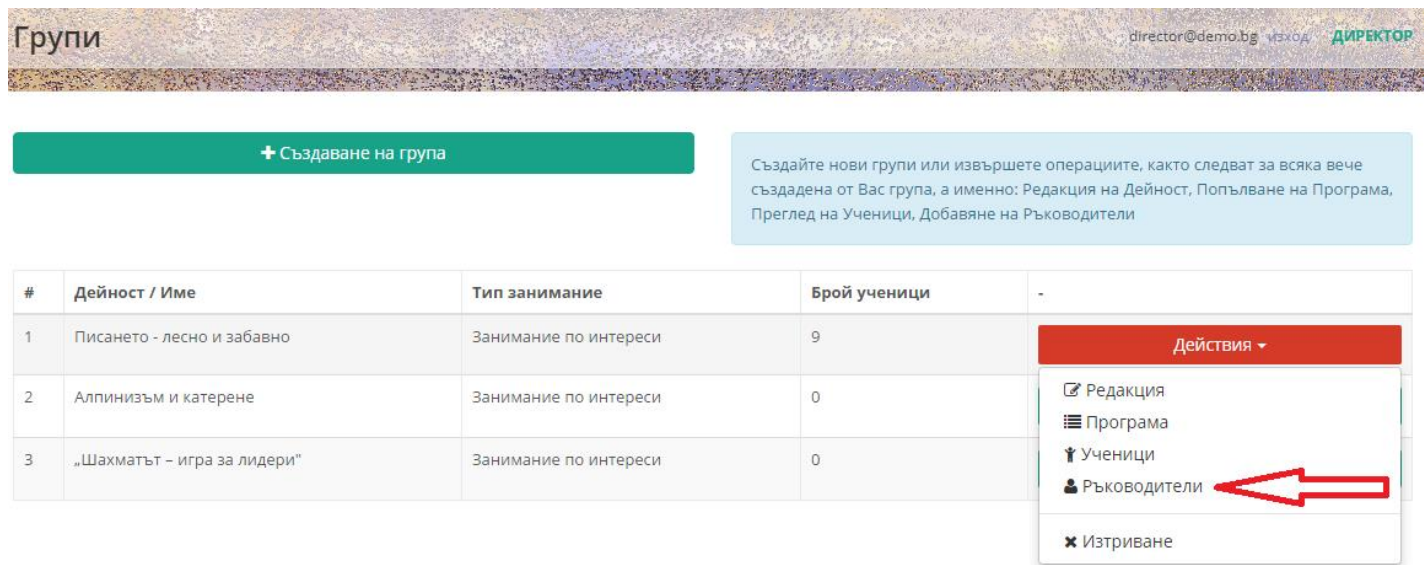 Групи
director@demo.bg изход ДИРЕКТОР
Създаване на група
Създайте нови групи или извършете операциите, както следват за всяка вече
създадена от Вас група, а именно: Редакция на Дейност, Попълване на Програма,
Преглед на Ученици, Добавяне на Ръководители
# Дейност / Име Тип занимание Брой ученици -
1 Писането - лесно и забавно Занимание по интереси 9 Действия
2 Алпинизъм и катерене Занимание по интереси 0
3 „Шахматът – игра за лидери" Занимание по интереси 0
Редакция
Програма
Ученици
Ръководители
Изтриване